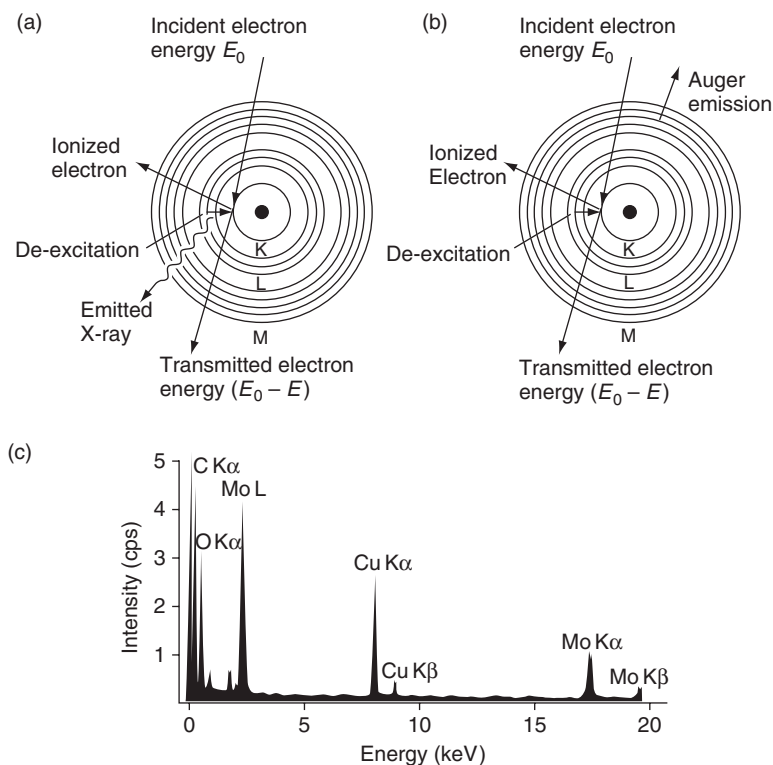 (a)
Incident electron
energy E₀
Ionized
electron
De-excitation
Emitted
X-ray
K
L
M
Transmitted electron
energy (E₀ – E)
(b)
Incident electron
energy E₀
Auger
emission
Ionized
Electron
De-excitation
K
L
M
Transmitted electron
energy (E₀ – E)
(c)
Intensity (cps)
5
4
3
2
1
C Kα
Mo L
O Kα
Cu Kα
Cu Kβ
Mo Kα
Mo Kβ
0 5 10 15 20
Energy (keV)